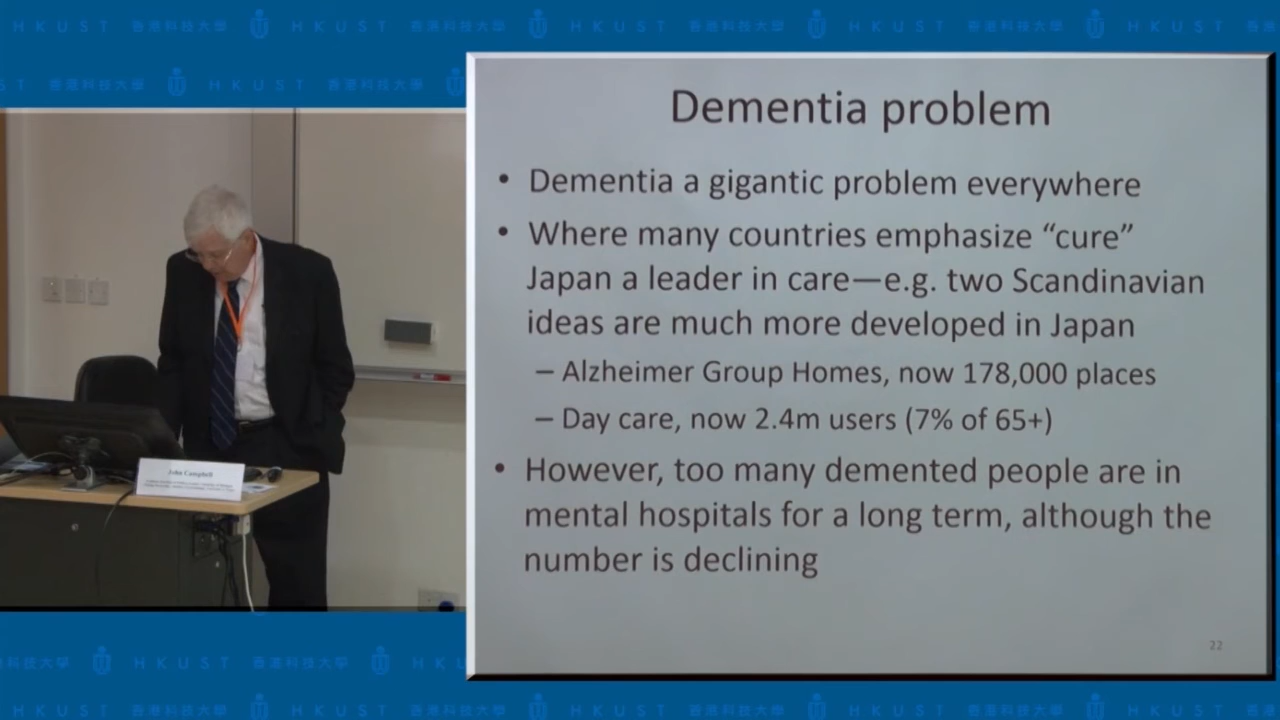 HKUST 香港科技大學 HKUST 香港科技大學 HKUST 香港科技大學 HKUST 香港科技大學 HKUST
香港科技大學 HKUST 香港科技大學
Dementia problem
• Dementia a gigantic problem everywhere
• Where many countries emphasize “cure”
Japan a leader in care—e.g. two Scandinavian
ideas are much more developed in Japan
– Alzheimer Group Homes, now 178,000 places
– Day care, now 2.4m users (7% of 65+)
• However, too many demented people are in
mental hospitals for a long term, although the
number is declining
22
John Campbell
HKUST 香港科技大學
HKUST 香港科技大學 HKUST 香港科技大學 HKUST 香港科技大學 HKUST 香港科技大學 HKUST